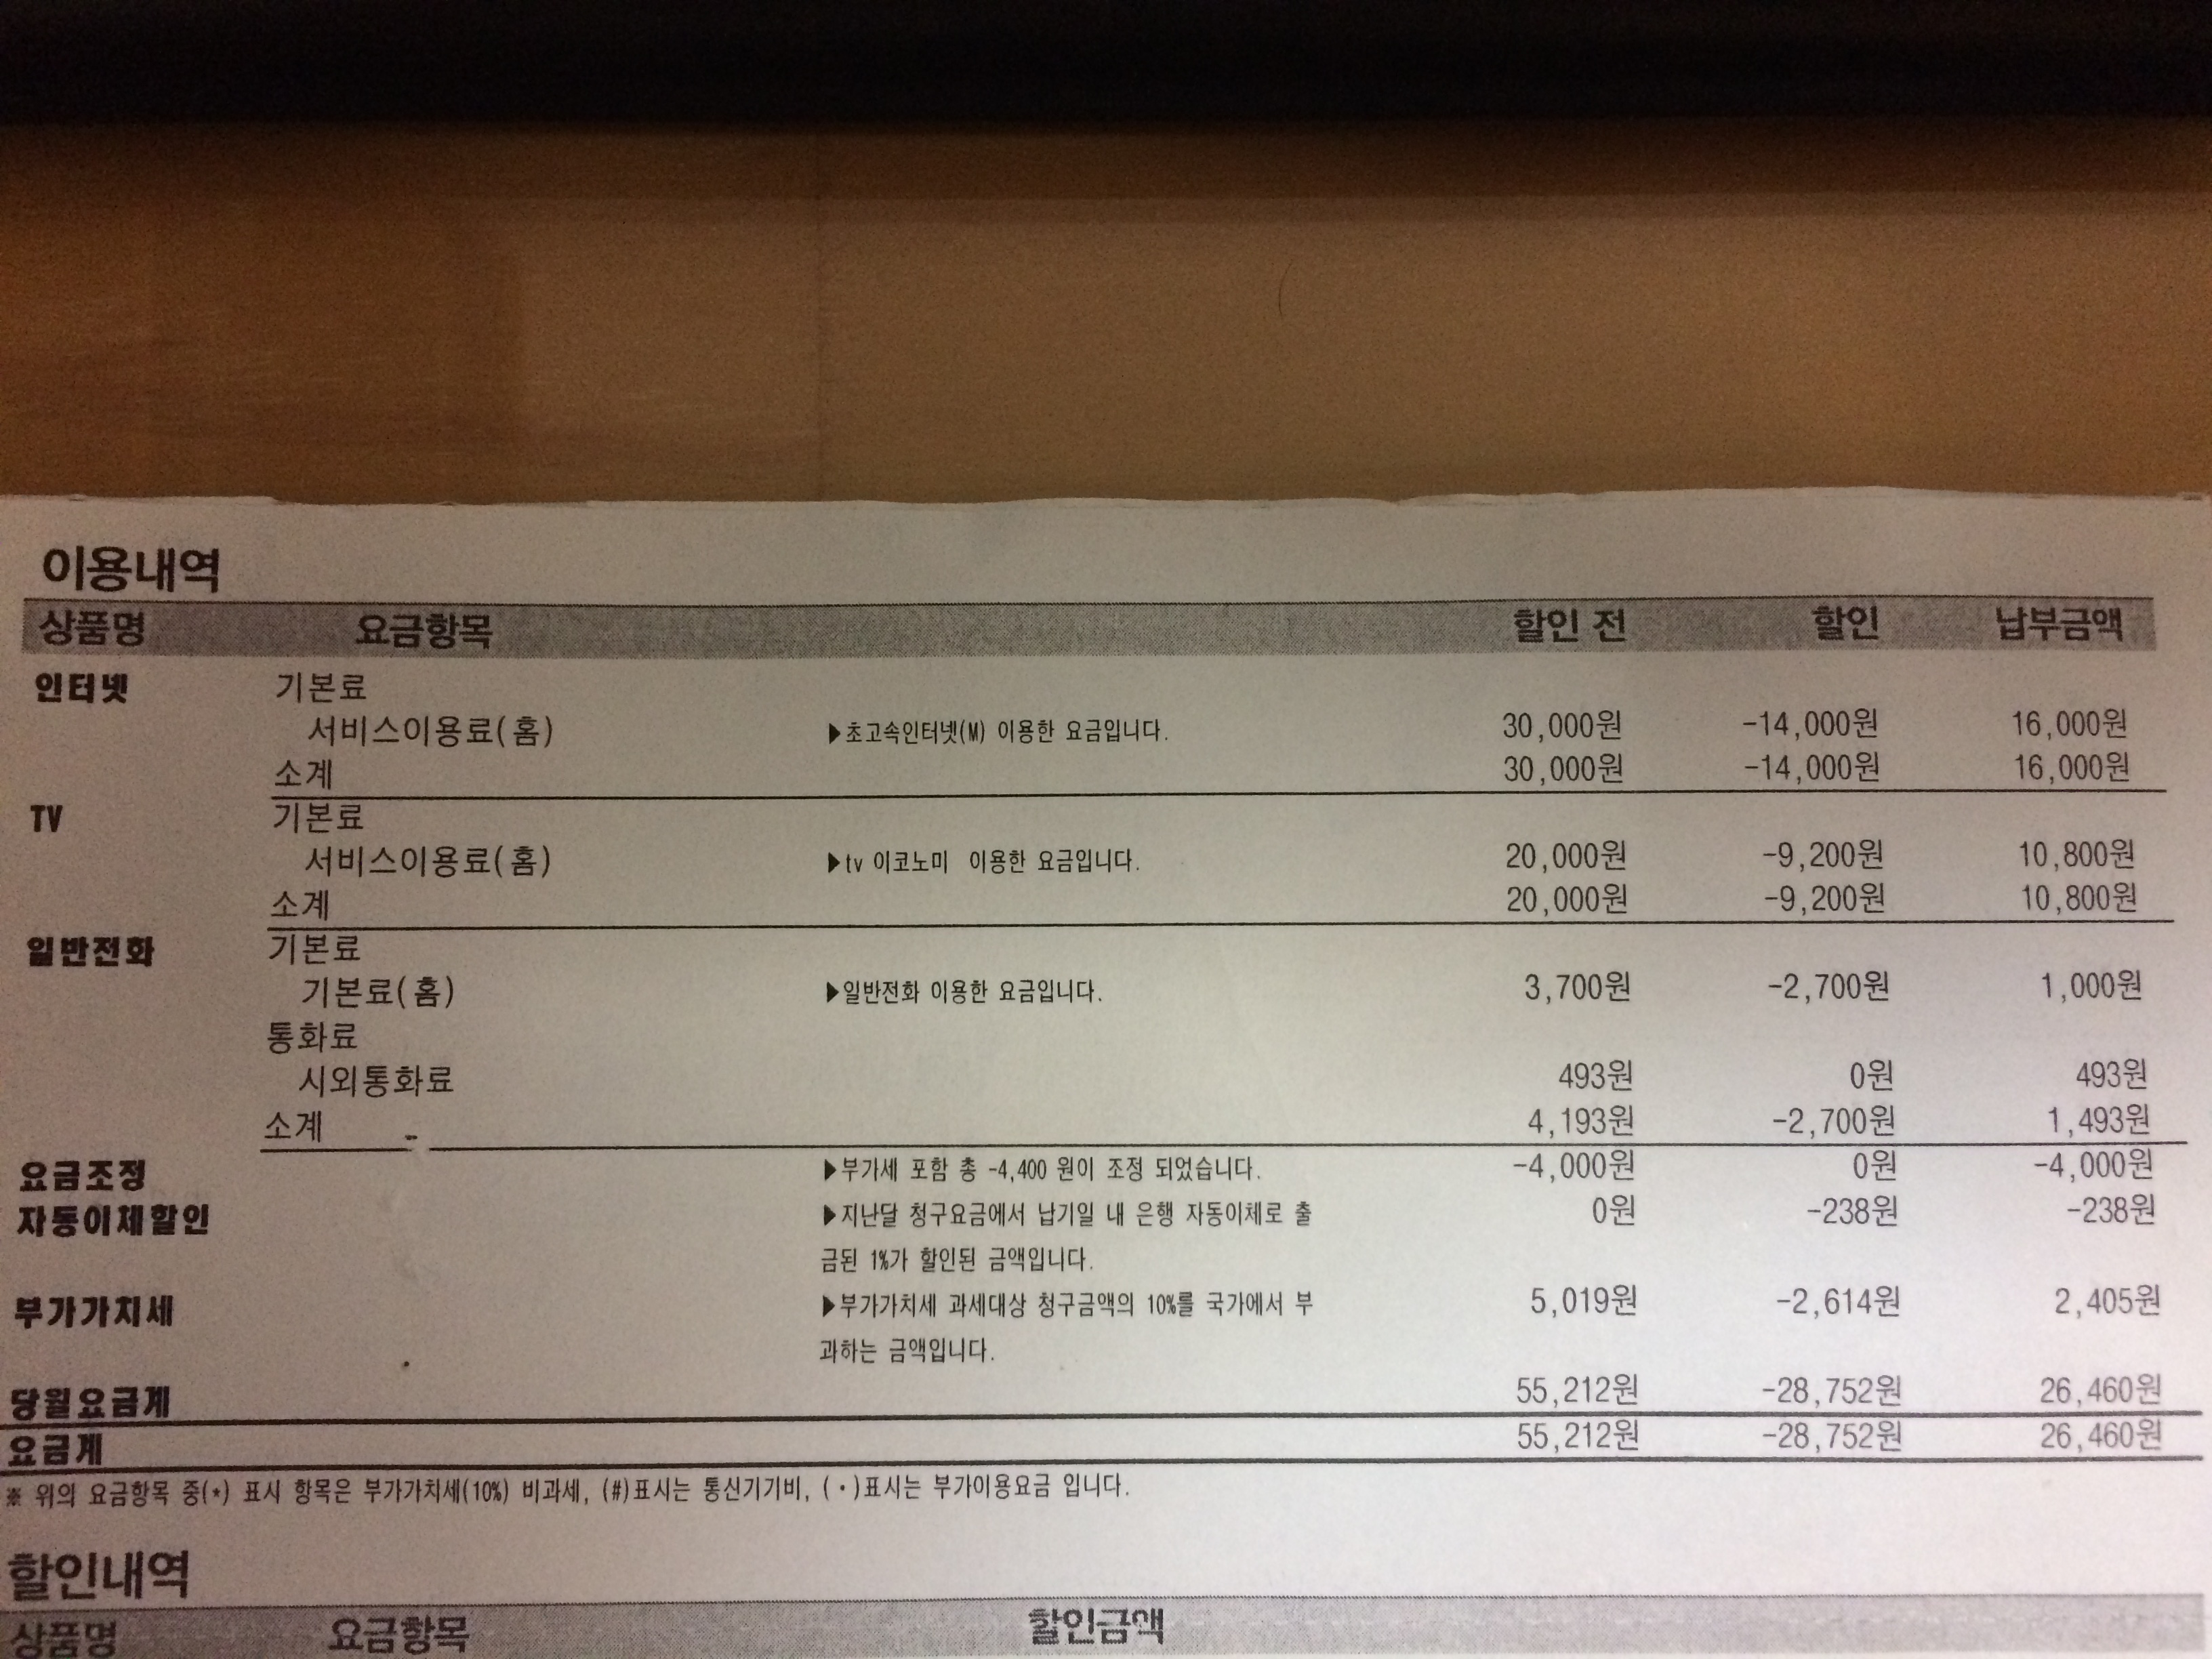 이용내역
상품명 요금항목 할인 전 할인 납부금액
인터넷 기본료
서비스이용료(홈) ▶초고속인터넷(M) 이용한 요금입니다. 30,000원 -14,000원 16,000원
소계 30,000원 -14,000원 16,000원
TV 기본료
서비스이용료(홈) ▶tv 이코노미 이용한 요금입니다. 20,000원 -9,200원 10,800원
소계 20,000원 -9,200원 10,800원
일반전화 기본료
기본료(홈) ▶일반전화 이용한 요금입니다. 3,700원 -2,700원 1,000원
통화료
시외통화료 493원 0원 493원
소계 4,193원 -2,700원 1,493원
요금조정 ▶부가세 포함 총 -4,400 원이 조정 되었습니다. -4,000원 0원 -4,000원
자동이체할인 ▶지난달 청구요금에서 납기일 내 은행 자동이체로 출 0원 -238원 -238원
금된 1%가 할인된 금액입니다.
부가가치세 ▶부가가치세 과세대상 청구금액의 10%를 국가에서 부 5,019원 -2,614원 2,405원
과하는 금액입니다.
당월요금계 55,212원 -28,752원 26,460원
요금계 55,212원 -28,752원 26,460원
※ 위의 요금항목 중(*) 표시 항목은 부가가치세(10%) 비과세, (#)표시는 통신기기비, (·)표시는 부가이용요금 입니다.
할인내역
상품명 요금항목 할인금액